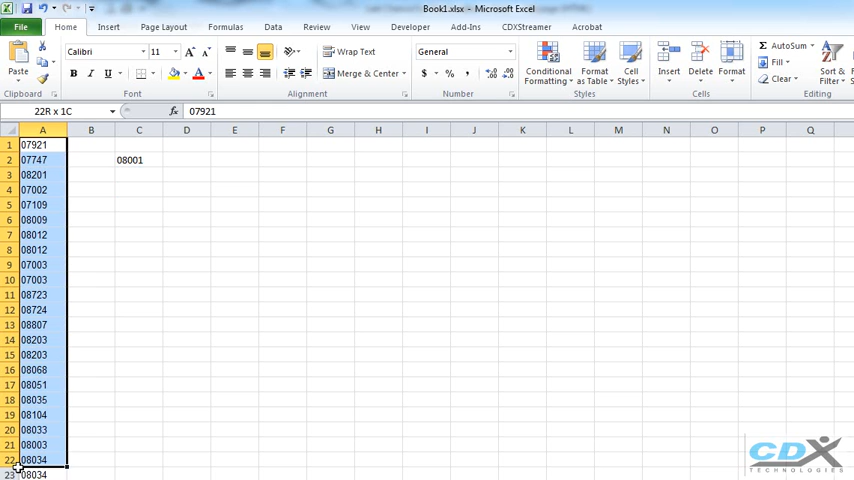 Book1.xlsx - Microsoft Excel
File Home Insert Page Layout Formulas Data Review View Developer Add-Ins CDXStreamer Acrobat
Calibri 11 A A Wrap Text General Σ AutoSum
Paste B I U A Merge & Center $ % , Conditional Formatting Format as Table Cell Styles Insert Delete Format Fill Clear Sort & Filter
Clipboard Font Alignment Number Styles Cells Editing
22R x 1C fx 07921
A B C D E F G H I J K L M N O P Q
1 07921
2 07747 08001
3 08201
4 07002
5 07109
6 08009
7 08012
8 08012
9 07003
10 07003
11 08723
12 08724
13 08807
14 08203
15 08203
16 08068
17 08051
18 08035
19 08104
20 08033
21 08003
22 08034
23 08034
CDX
TECHNOLOGIES